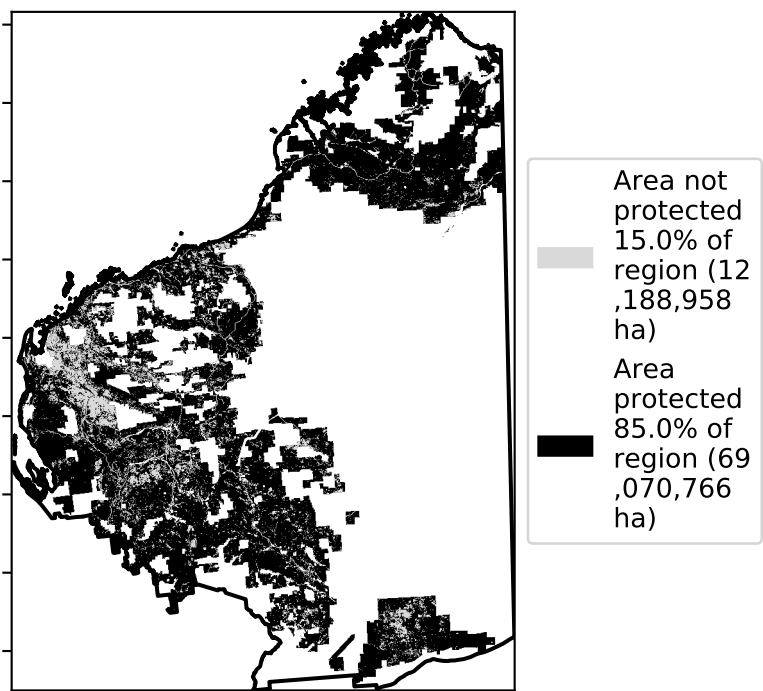 Area not
protected
15.0% of
region (12
,188,958
ha)
Area
protected
85.0% of
region (69
,070,766
ha)